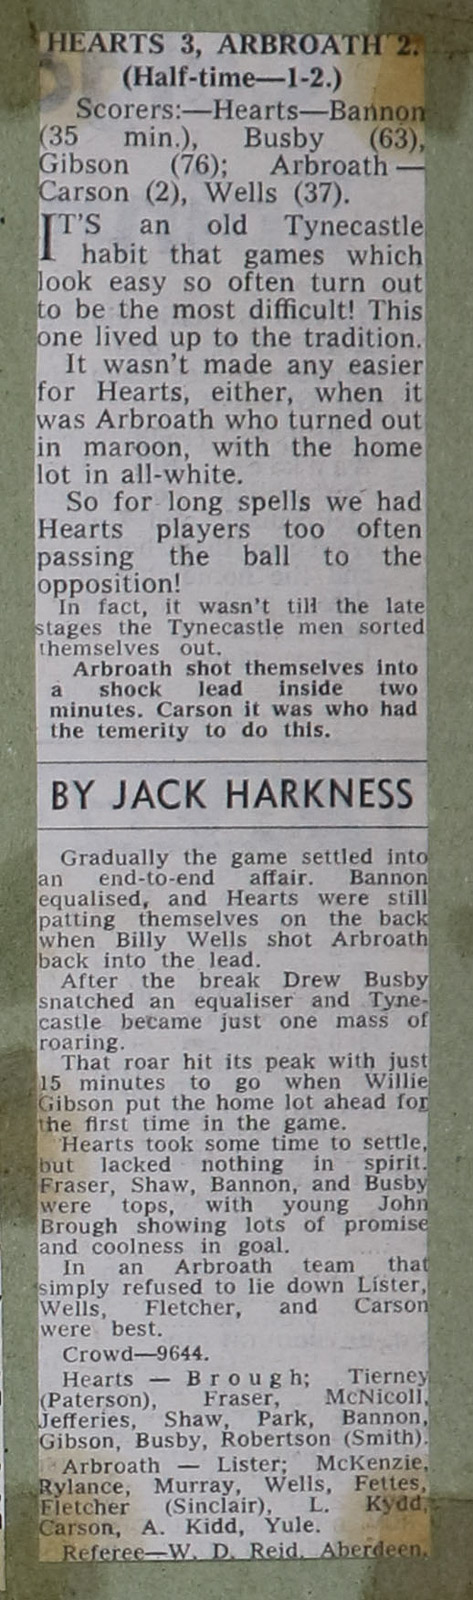 HEARTS 3, ARBROATH 2.
(Half-time—1-2.)
Scorers:—Hearts—Bannon
(35 min.), Busby (63),
Gibson (76); Arbroath —
Carson (2), Wells (37).
IT'S an old Tynecastle
habit that games which
look easy so often turn out
to be the most difficult! This
one lived up to the tradition.
It wasn't made any easier
for Hearts, either, when it
was Arbroath who turned out
in maroon, with the home
lot in all-white.
So for long spells we had
Hearts players too often
passing the ball to the
opposition!
In fact, it wasn't till the late
stages the Tynecastle men sorted
themselves out.
Arbroath shot themselves into
a shock lead inside two
minutes. Carson it was who had
the temerity to do this.
BY JACK HARKNESS
Gradually the game settled into
an end-to-end affair. Bannon
equalised, and Hearts were still
patting themselves on the back
when Billy Wells shot Arbroath
back into the lead.
After the break Drew Busby
snatched an equaliser and Tyne-
castle became just one mass of
roaring.
That roar hit its peak with just
15 minutes to go when Willie
Gibson put the home lot ahead for
the first time in the game.
Hearts took some time to settle,
but lacked nothing in spirit.
Fraser, Shaw, Bannon, and Busby
were tops, with young John
Brough showing lots of promise
and coolness in goal.
In an Arbroath team that
simply refused to lie down Lister,
Wells, Fletcher, and Carson
were best.
Crowd—9644.
Hearts — Brough; Tierney
(Paterson), Fraser, McNicoll,
Jefferies, Shaw, Park, Bannon,
Gibson, Busby, Robertson (Smith).
Arbroath — Lister; McKenzie,
Rylance, Murray, Wells, Fettes,
Fletcher (Sinclair), L. Kydd,
Carson, A. Kidd, Yule.
Referee—W. D. Reid, Aberdeen.